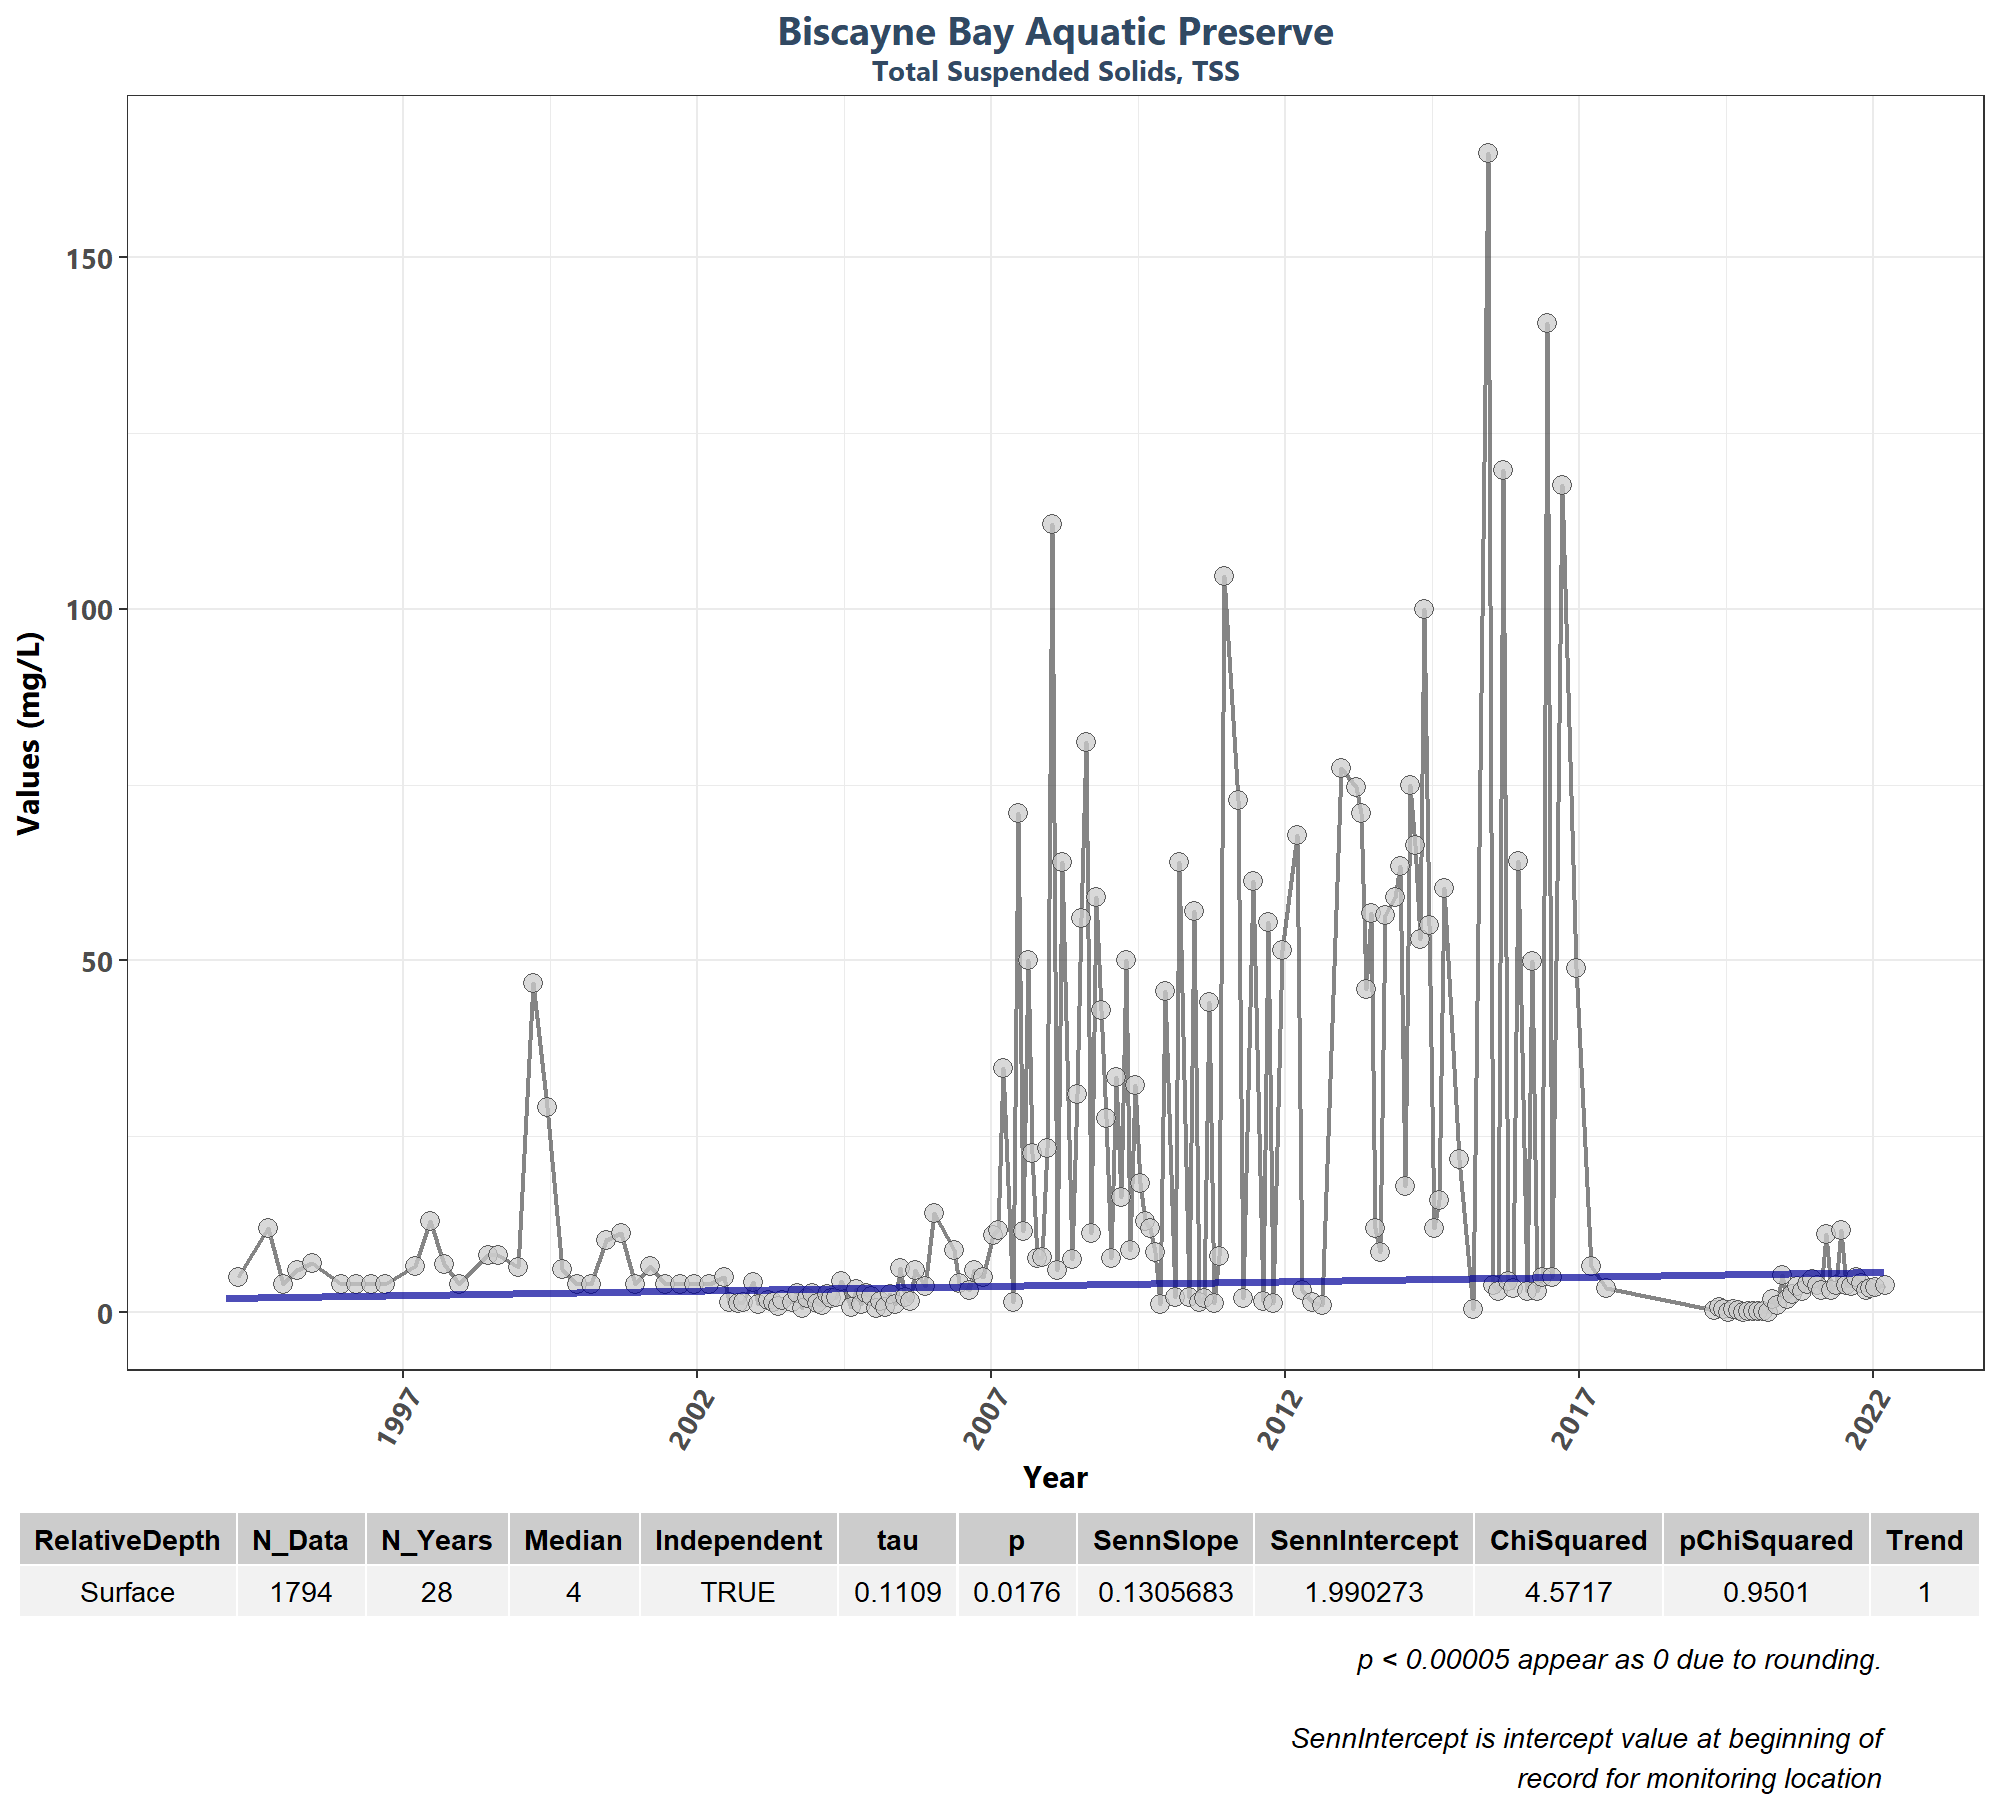 Biscayne Bay Aquatic Preserve
Total Suspended Solids, TSS
Values (mg/L)
150
100
50
0
1997 2002 2007 2012 2017 2022
Year
RelativeDepth N_Data N_Years Median Independent tau p SennSlope SennIntercept ChiSquared pChiSquared Trend
Surface 1794 28 4 TRUE 0.1109 0.0176 0.1305683 1.990273 4.5717 0.9501 1
p < 0.00005 appear as 0 due to rounding.
SennIntercept is intercept value at beginning of
record for monitoring location